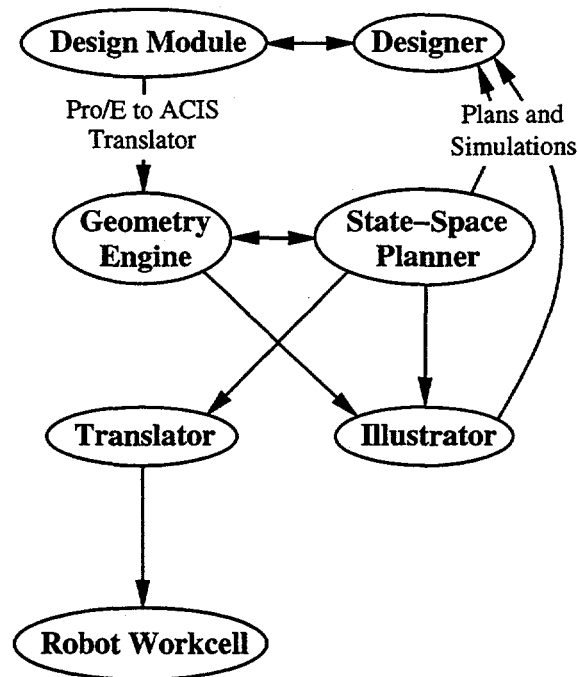 Design Module
Designer
Pro/E to ACIS
Translator
Plans and
Simulations
Geometry
Engine
State–Space
Planner
Translator
Illustrator
Robot Workcell